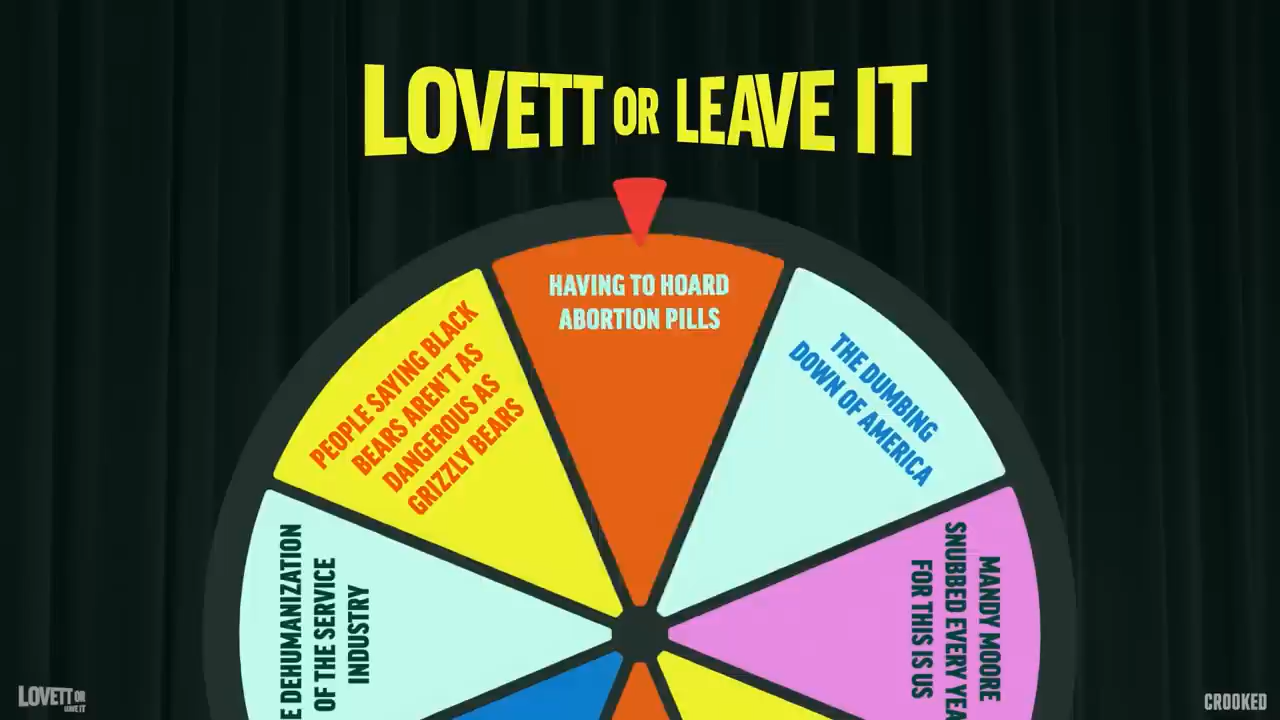 LOVETT OR LEAVE IT
HAVING TO HOARD
ABORTION PILLS
PEOPLE SAYING BLACK
BEARS AREN'T AS
DANGEROUS AS
GRIZZLY BEARS
THE DUMBING
DOWN OF AMERICA
DEHUMANIZATION
OF THE SERVICE
INDUSTRY
MANDY MOORE
SNUBBED EVERY
FOR THIS IS US
LOVETT OR
LEAVE IT
CROOKED